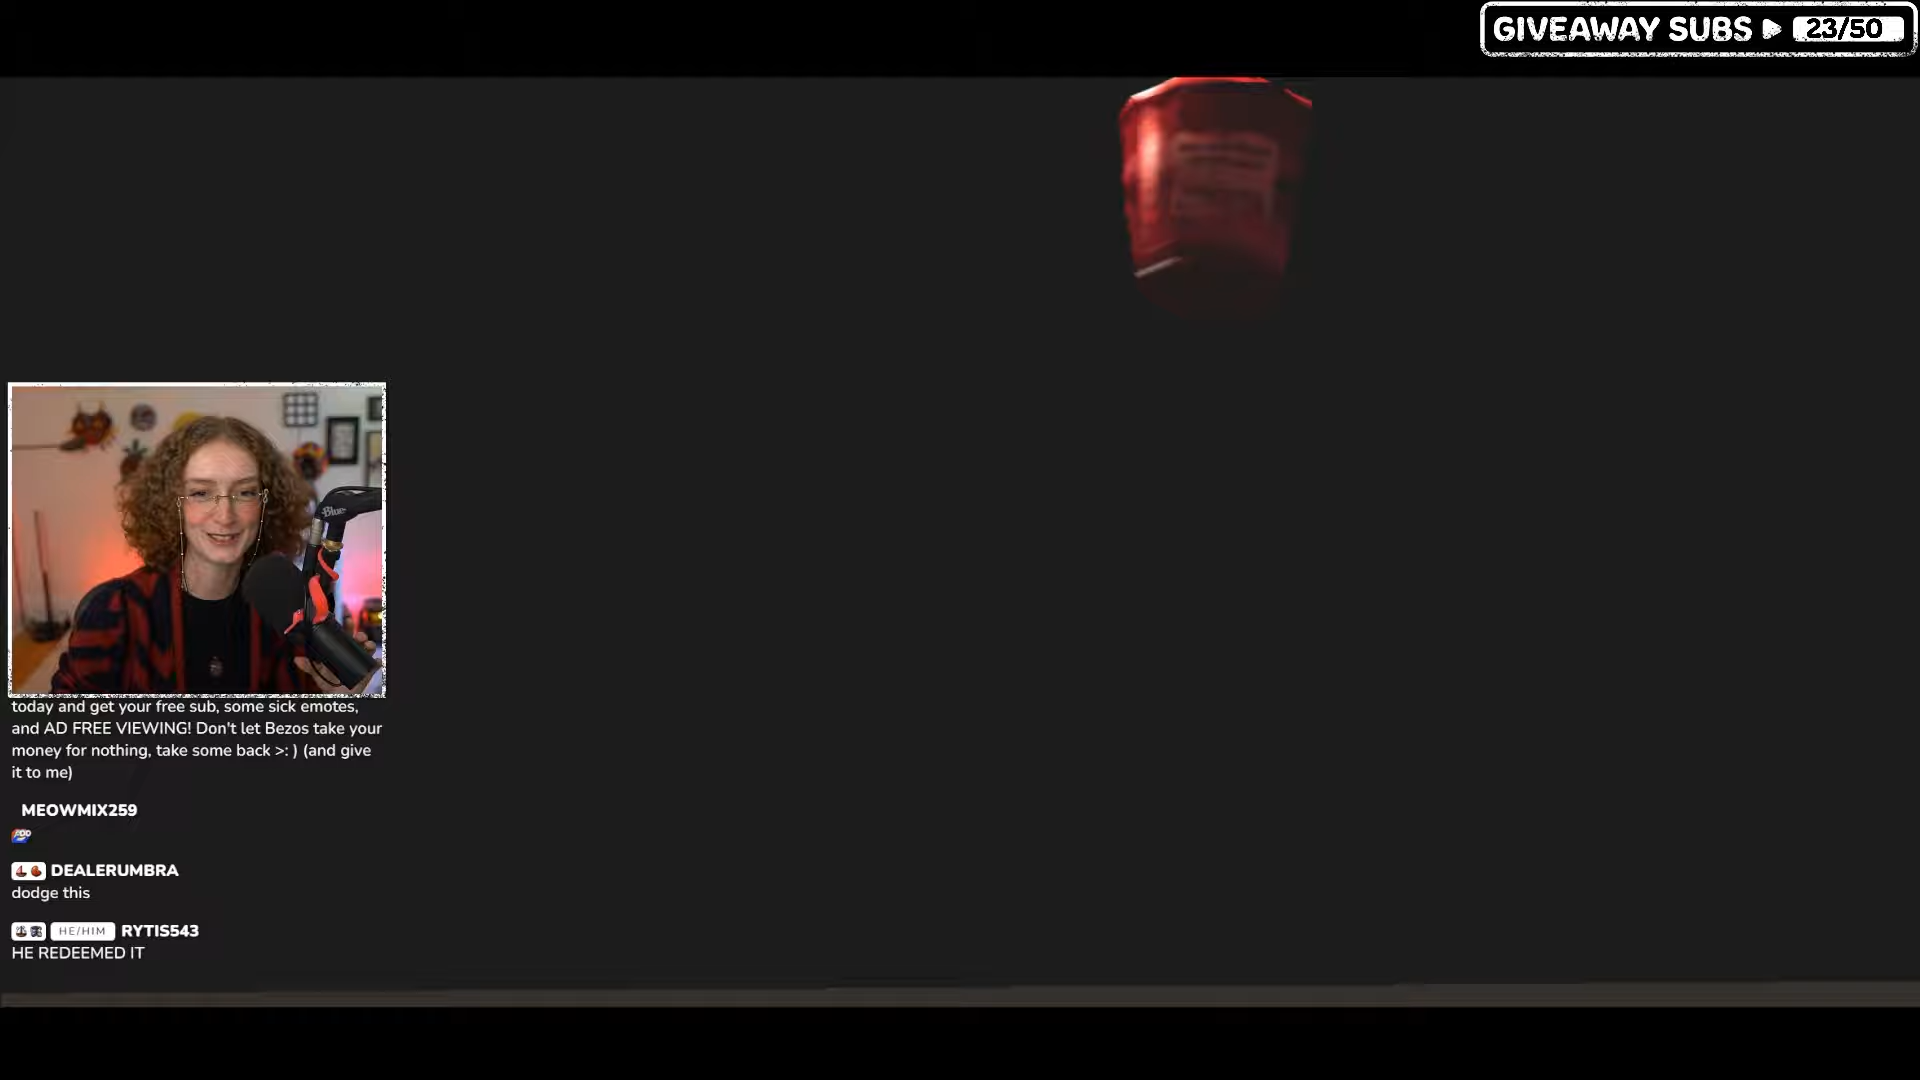 GIVEAWAY SUBS 23/50
Blue
today and get your free sub, some sick emotes,
and AD FREE VIEWING! Don't let Bezos take your
money for nothing, take some back >: ) (and give
it to me)
MEOWMIX259
DEALERUMBRA
dodge this
HE/HIM RYTIS543
HE REDEEMED IT